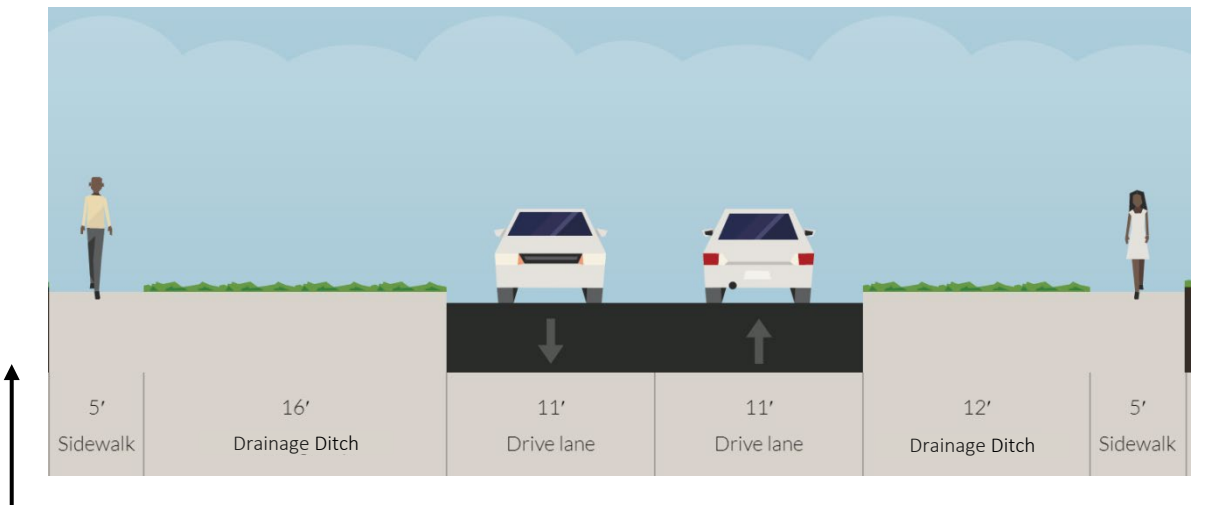 5′ 16′ 11′ 11′ 12′ 5′
Sidewalk Drainage Ditch Drive lane Drive lane Drainage Ditch Sidewalk